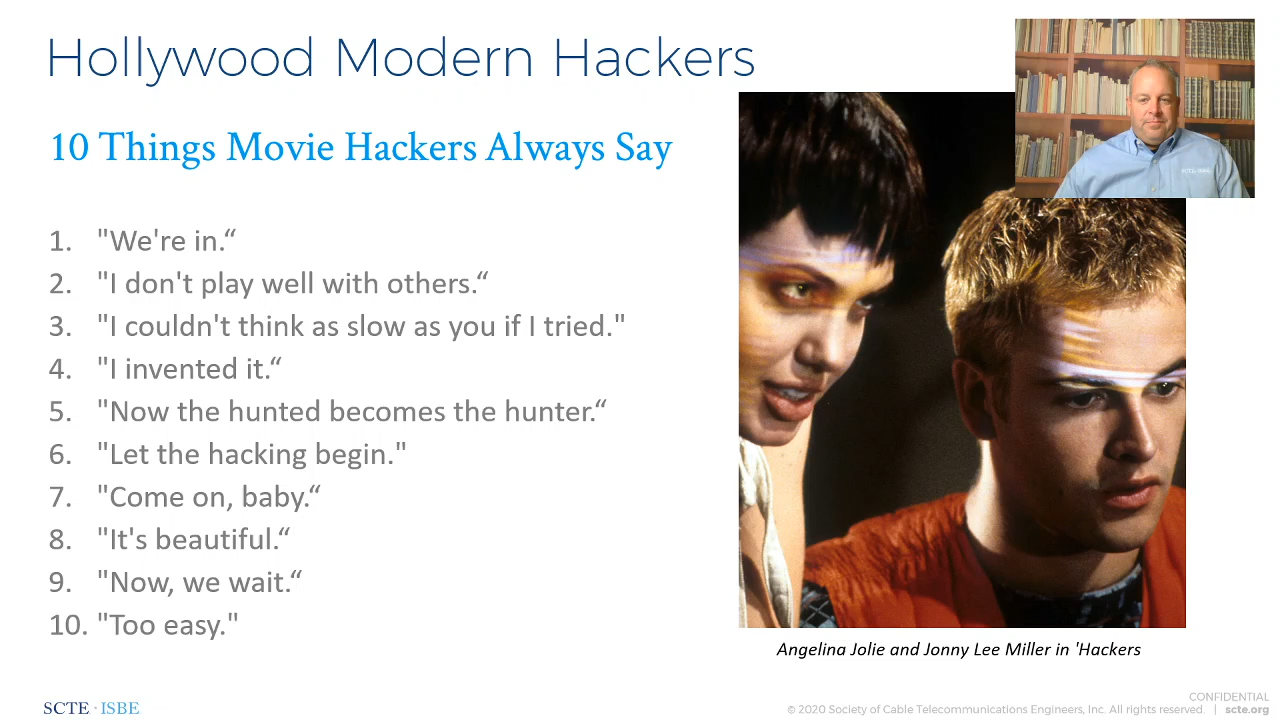 Hollywood Modern Hackers
10 Things Movie Hackers Always Say
1. "We're in.“
2. "I don't play well with others.“
3. "I couldn't think as slow as you if I tried."
4. "I invented it.“
5. "Now the hunted becomes the hunter.“
6. "Let the hacking begin."
7. "Come on, baby.“
8. "It's beautiful.“
9. "Now, we wait.“
10. "Too easy."
SCTE·ISBE
Angelina Jolie and Jonny Lee Miller in 'Hackers
SCTE · ISBE
CONFIDENTIAL
© 2020 Society of Cable Telecommunications Engineers, Inc. All rights reserved. | scte.org